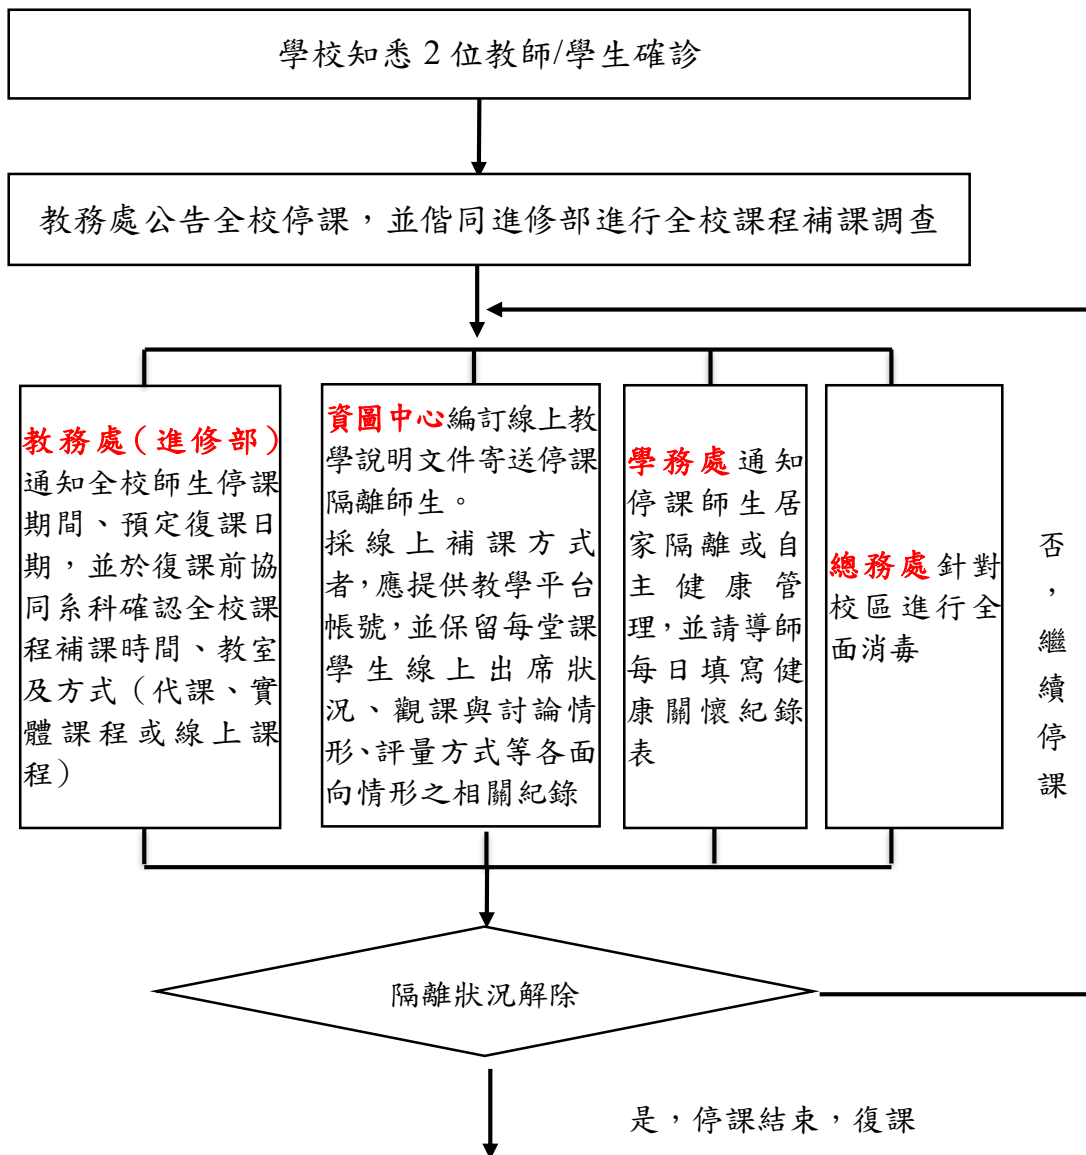 學校知悉 2 位教師/學生確診
教務處公告全校停課，並偕同進修部進行全校課程補課調查
教務處（進修部）
通知全校師生停課
期間、預定復課日
期，並於復課前協
同系科確認全校課
程補課時間、教室
及方式（代課、實
體課程或線上課
程）
資圖中心編訂線上教
學說明文件寄送停課
隔離師生。
採線上補課方式
者，應提供教學平台
帳號，並保留每堂課
學生線上出席狀
況、觀課與討論情
形、評量方式等各面
向情形之相關紀錄
學務處通知
停課師生居
家隔離或自
主健康管
理，並請導師
每日填寫健
康關懷紀錄
表
總務處針對
校區進行全
面消毒
否，繼續停課
隔離狀況解除
是，停課結束，復課